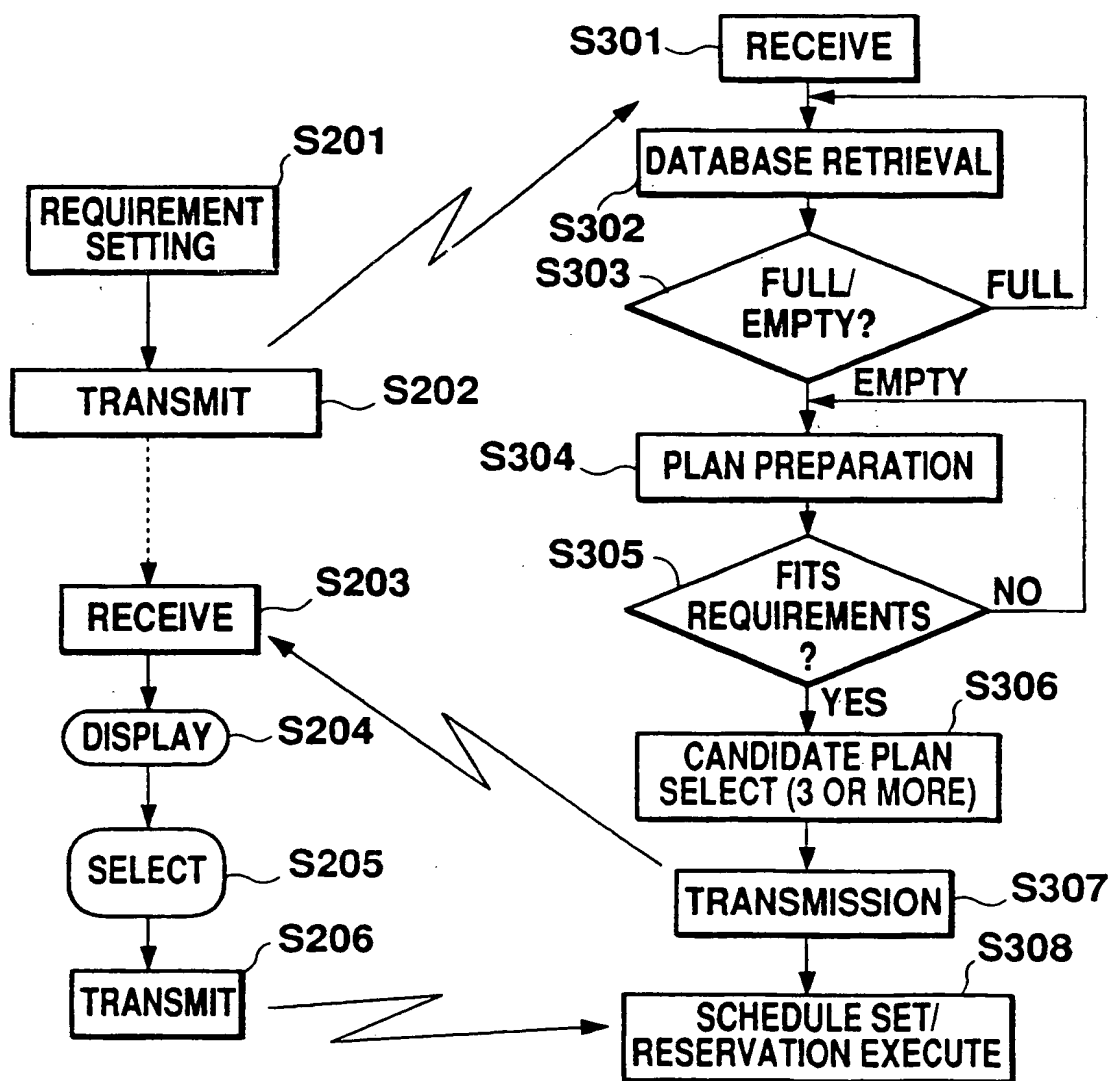 S201
REQUIREMENT
SETTING
TRANSMIT
S202
RECEIVE
S203
DISPLAY
S204
SELECT
S205
S206
TRANSMIT
S301
RECEIVE
DATABASE RETRIEVAL
S302
S303
FULL/
EMPTY?
FULL
EMPTY
S304
PLAN PREPARATION
S305
FITS
REQUIREMENTS
?
NO
YES
S306
CANDIDATE PLAN
SELECT (3 OR MORE)
TRANSMISSION
S307
S308
SCHEDULE SET/
RESERVATION EXECUTE